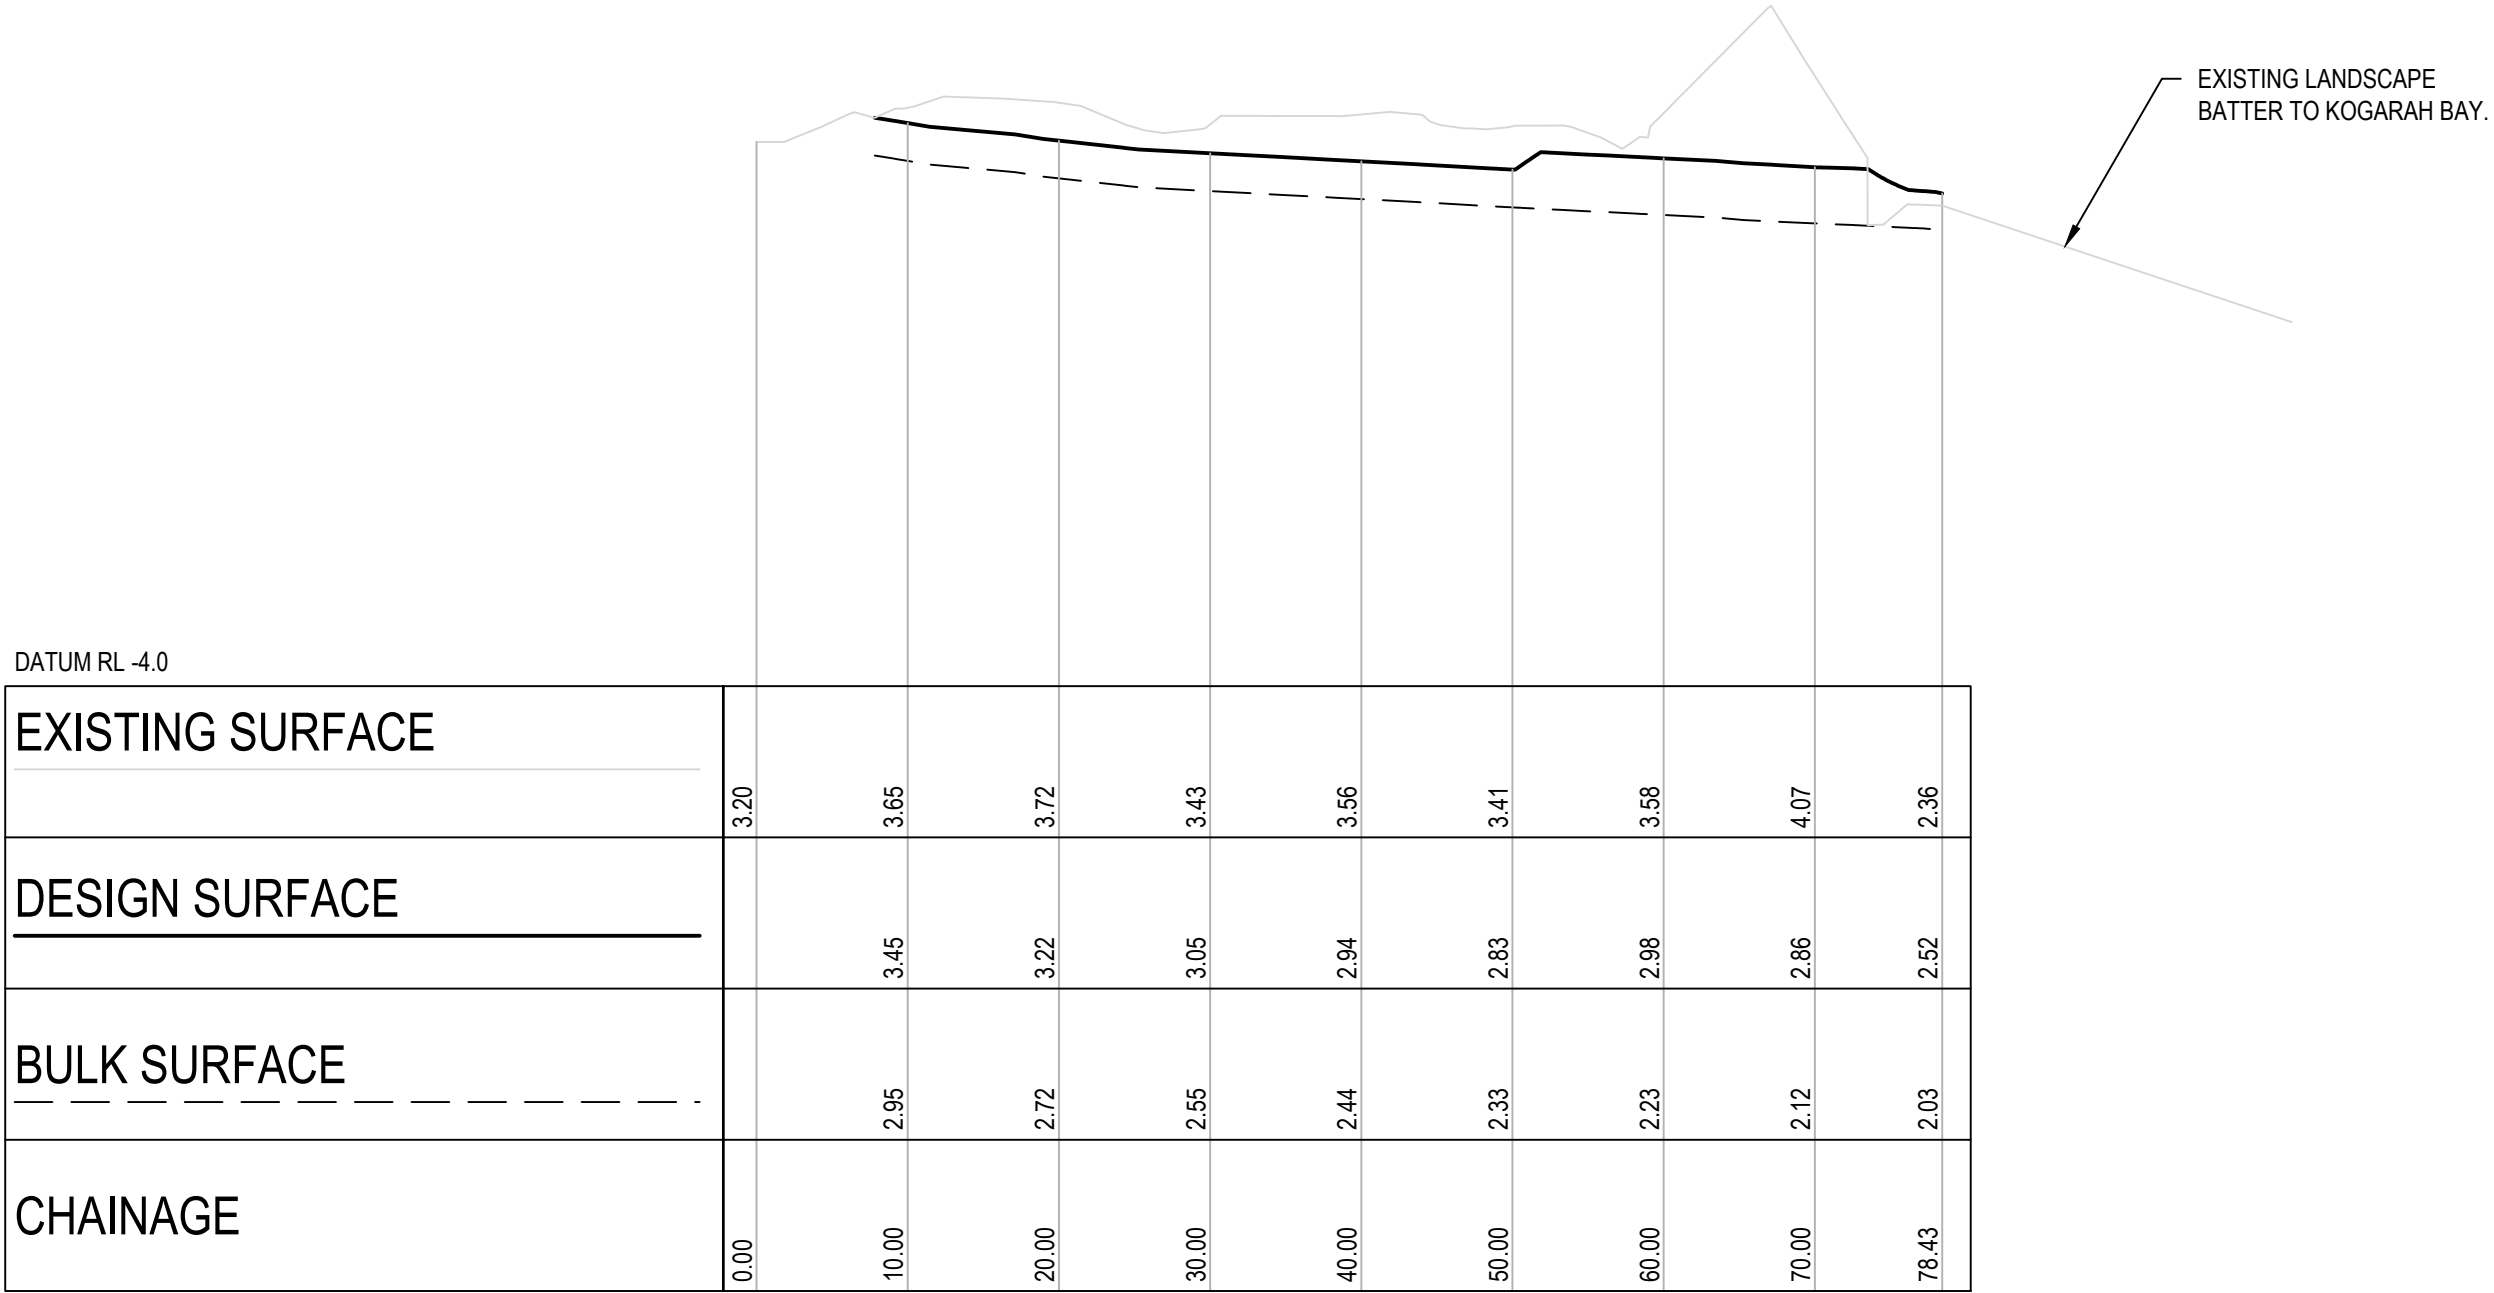 EXISTING LANDSCAPE
BATTER TO KOGARAH BAY.
DATUM RL -4.0
EXISTING SURFACE
3.20 3.65 3.72 3.43 3.56 3.41 3.58 4.07 2.36
DESIGN SURFACE
3.45 3.22 3.05 2.94 2.83 2.98 2.86 2.52
BULK SURFACE
2.95 2.72 2.55 2.44 2.33 2.23 2.12 2.03
CHAINAGE
0.00 10.00 20.00 30.00 40.00 50.00 60.00 70.00 78.43